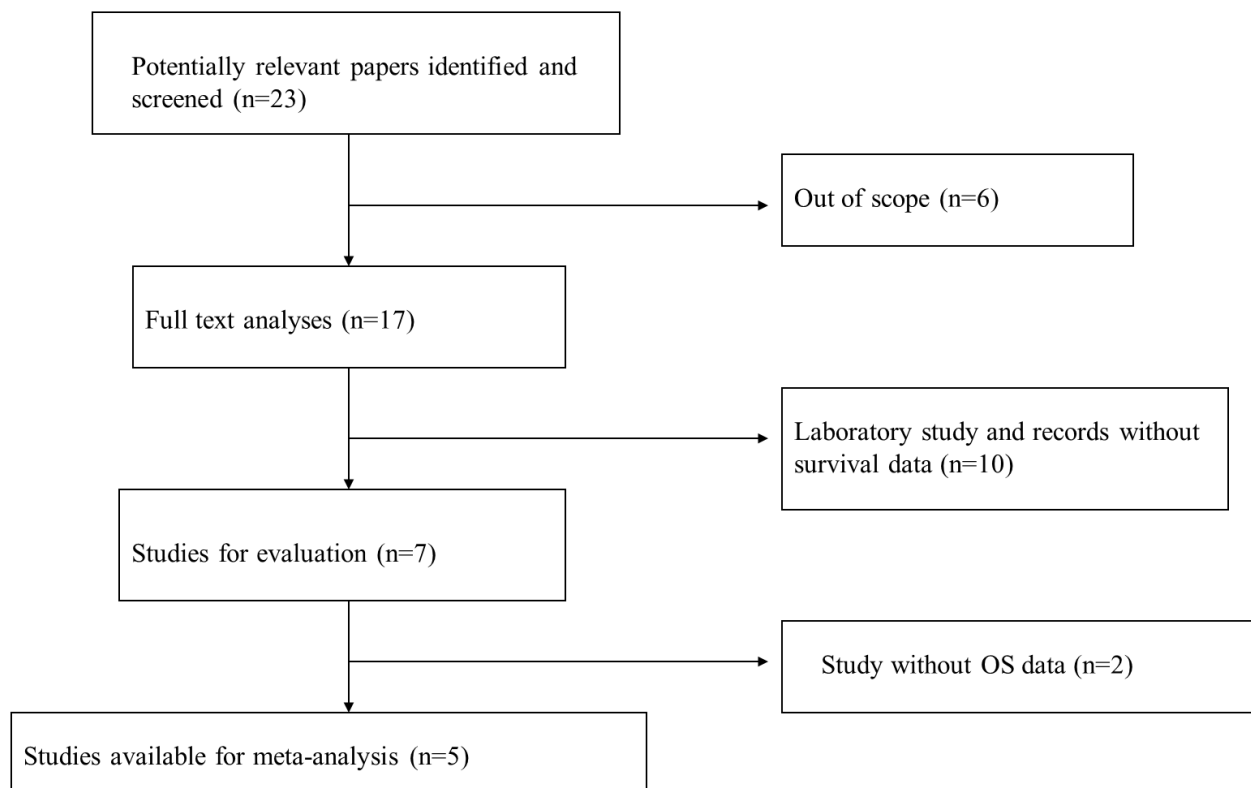 Potentially relevant papers identified and
screened (n=23)
Out of scope (n=6)
Full text analyses (n=17)
Laboratory study and records without
survival data (n=10)
Studies for evaluation (n=7)
Study without OS data (n=2)
Studies available for meta-analysis (n=5)